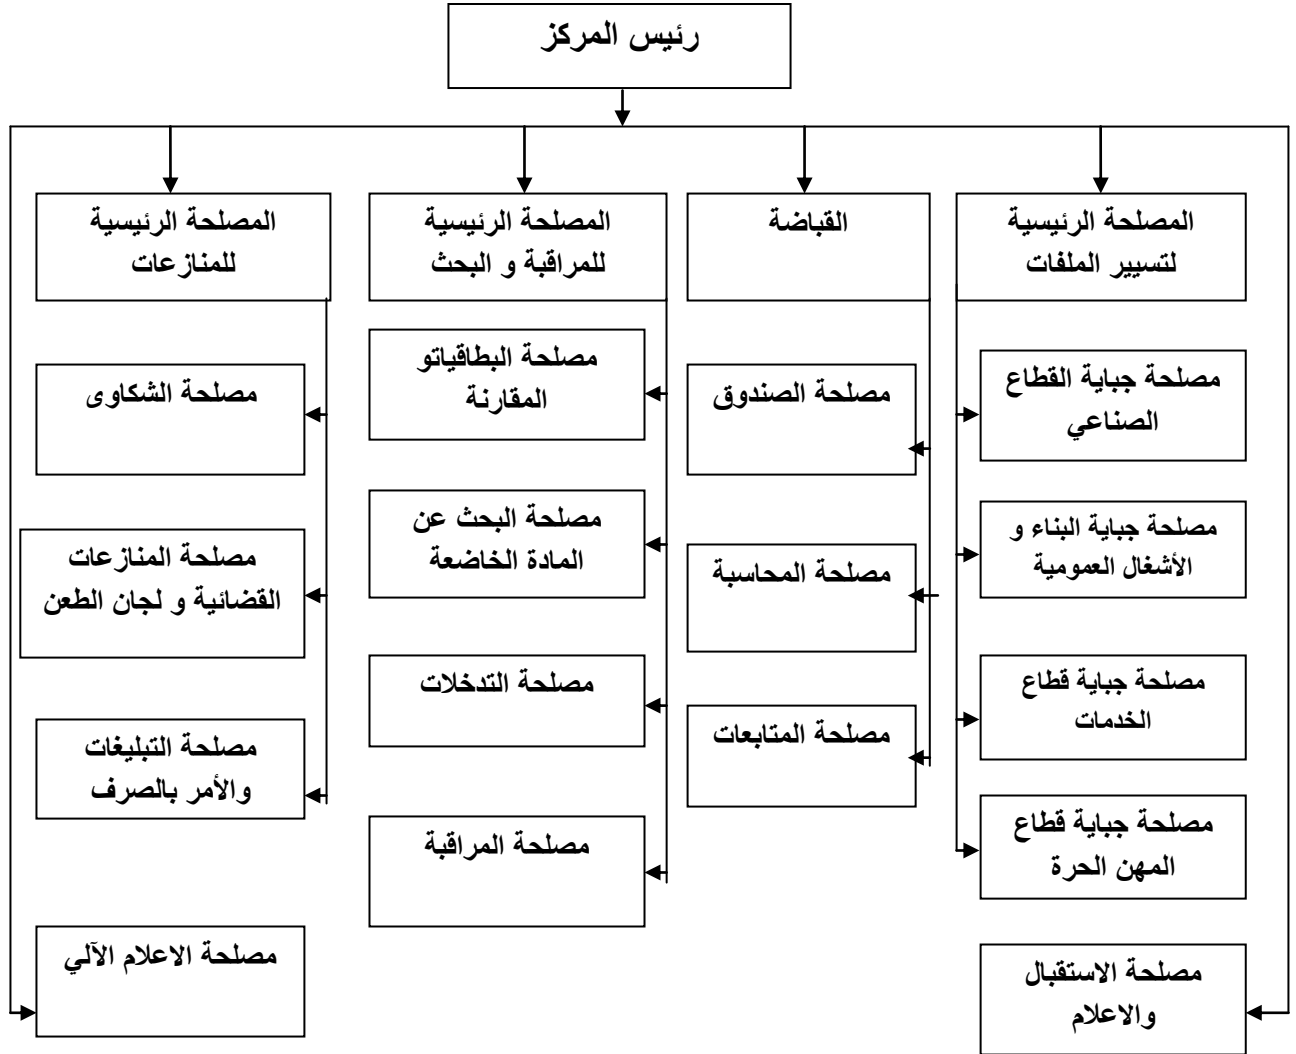 رئيس المركز
المصلحة الرئيسية
لتسيير الملفات
القباضة
المصلحة الرئيسية
للمراقبة و البحث
المصلحة الرئيسية
للمنازعات
مصلحة جباية القطاع
الصناعي
مصلحة جباية البناء و
الأشغال العمومية
مصلحة جباية قطاع
الخدمات
مصلحة جباية قطاع
المهن الحرة
مصلحة الصندوق
مصلحة المحاسبة
مصلحة المتابعات
مصلحة البطاقياتو
المقارنة
مصلحة البحث عن
المادة الخاضعة
مصلحة التدخلات
مصلحة المراقبة
مصلحة الشكاوى
مصلحة المنازعات
القضائية و لجان الطعن
مصلحة التبليغات
والأمر بالصرف
مصلحة الاستقبال
والاعلام
مصلحة الاعلام الآلي